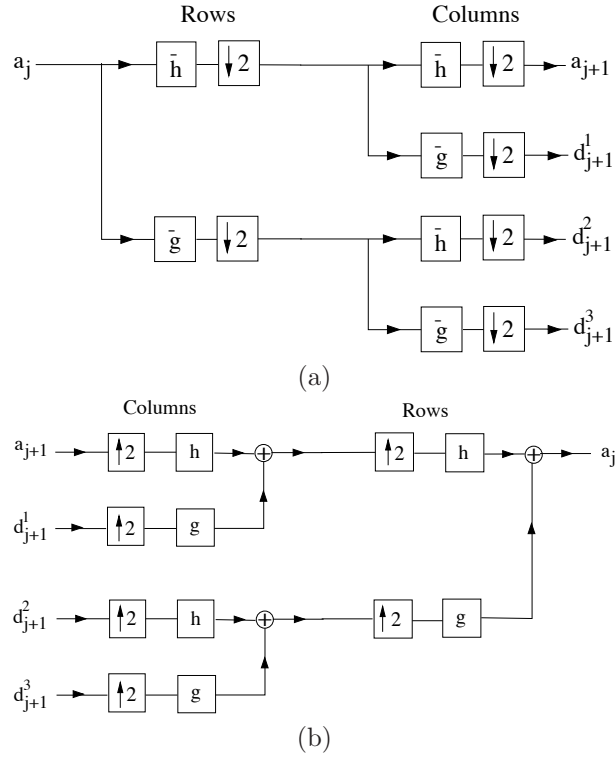 Rows Columns
a_j h̄ ↓2 h̄ ↓2 a_{j+1}
ḡ ↓2 d^1_{j+1}
ḡ ↓2 h̄ ↓2 d^2_{j+1}
ḡ ↓2 d^3_{j+1}
(a)
Columns Rows
a_{j+1} ↑2 h + ↑2 h + a_j
d^1_{j+1} ↑2 g
d^2_{j+1} ↑2 h + ↑2 g
d^3_{j+1} ↑2 g
(b)